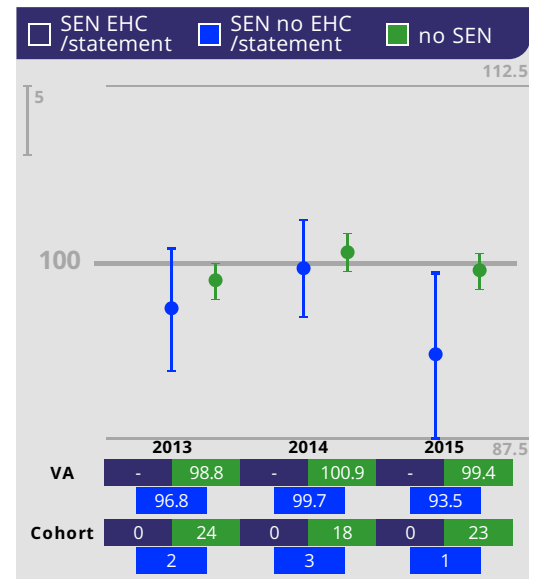 SEN EHC
/statement
SEN no EHC
/statement
no SEN
112.5
5
100
2013 2014 2015 87.5
VA - 98.8 - 100.9 - 99.4
96.8 99.7 93.5
Cohort 0 24 0 18 0 23
2 3 1